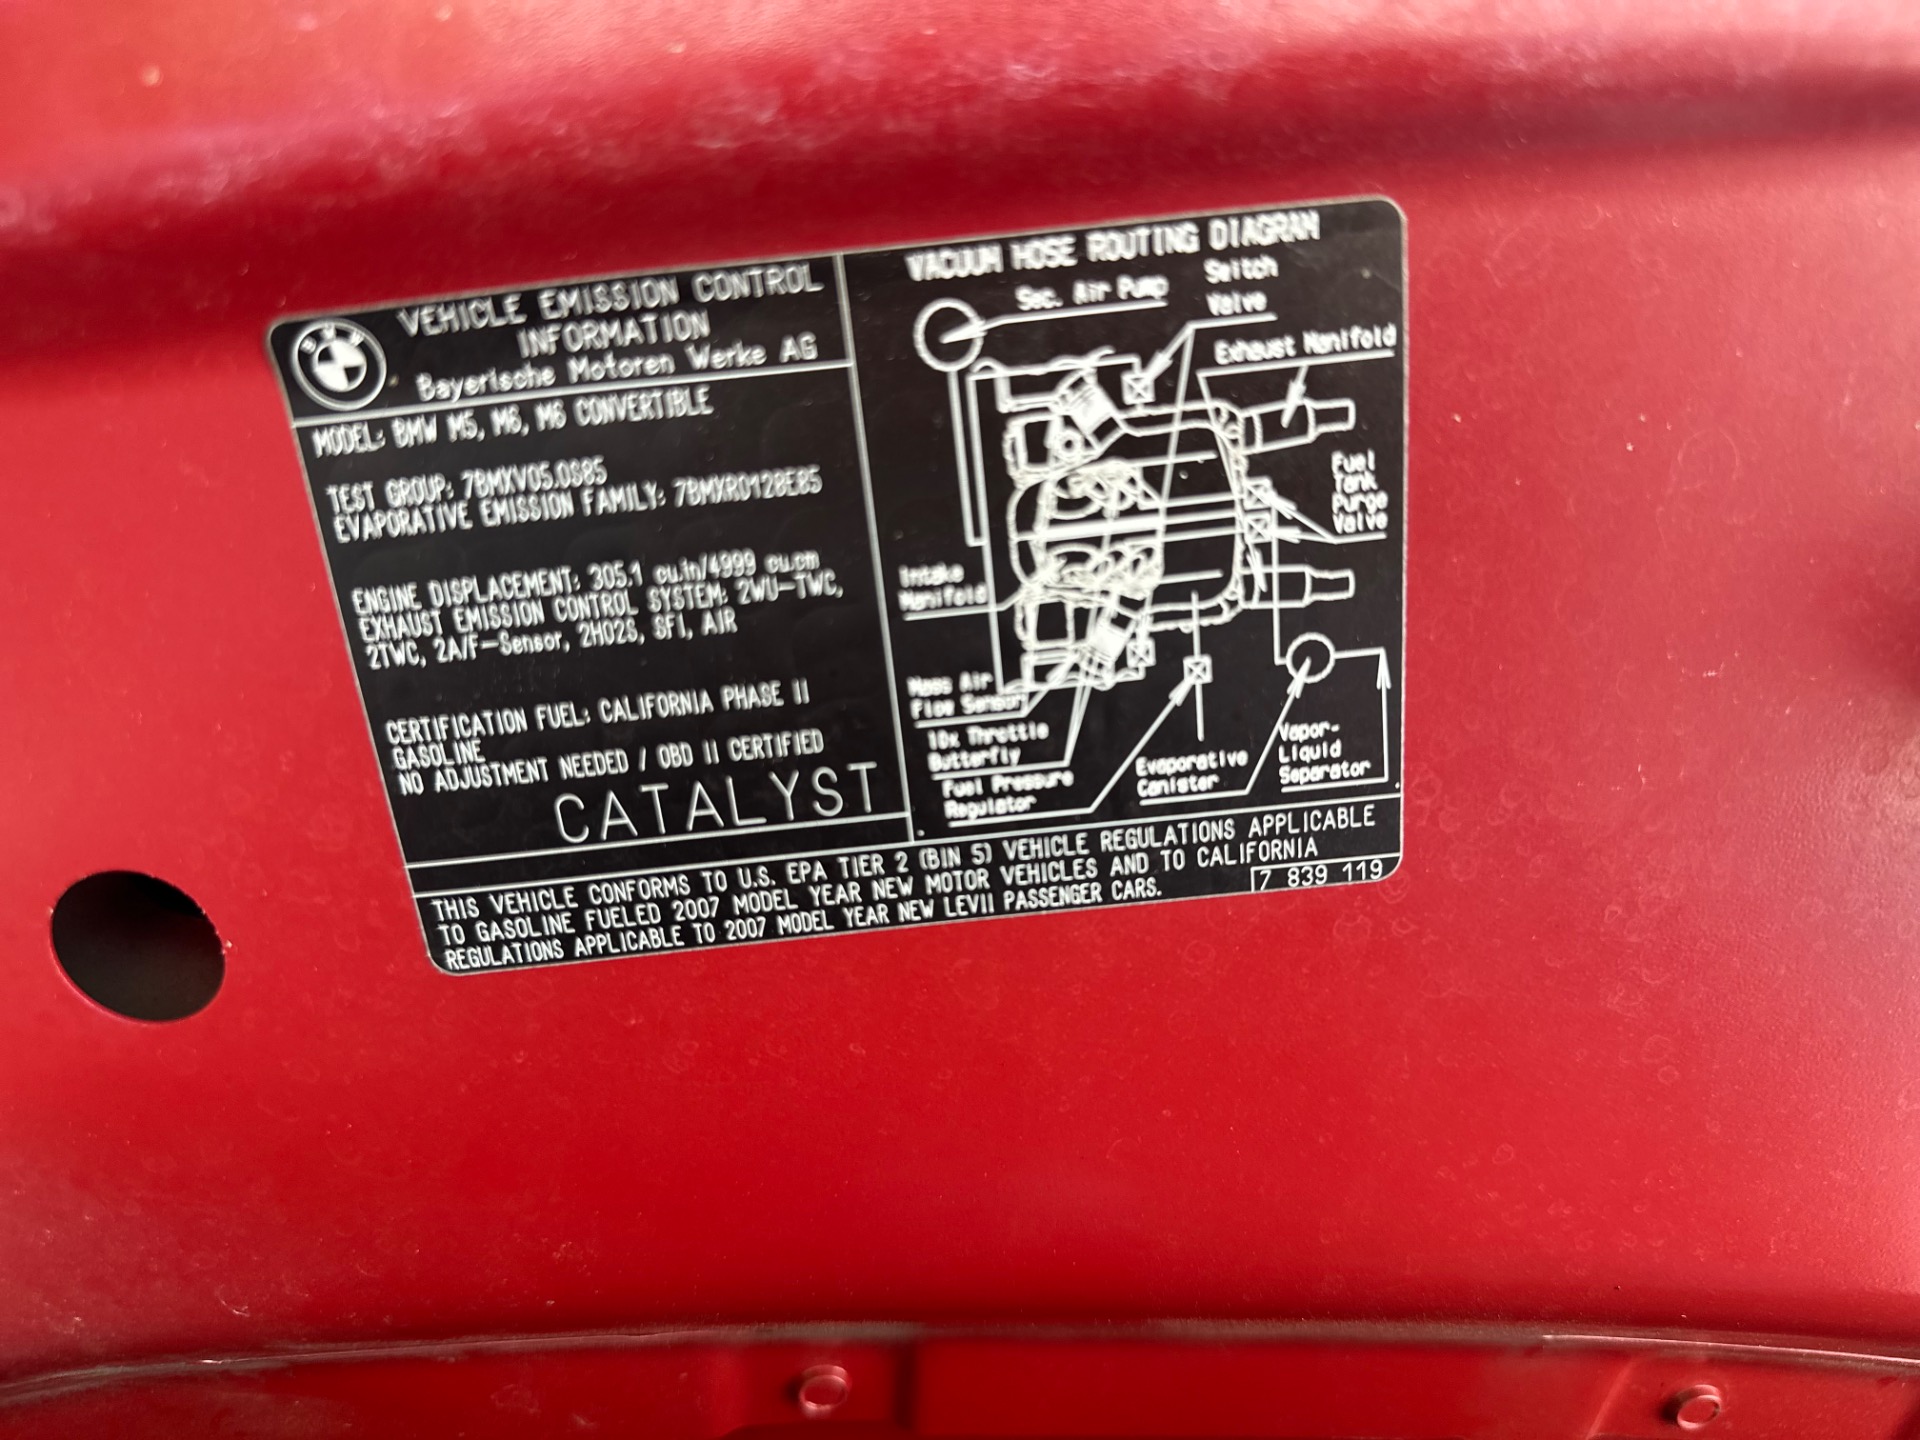 BMW
VEHICLE EMISSION CONTROL
INFORMATION
Bayerische Motoren Werke AG
MODEL: BMW M5, M6, M6 CONVERTIBLE
TEST GROUP: 7BMXV05.0S85
EVAPORATIVE EMISSION FAMILY: 7BMXR0128E85
ENGINE DISPLACEMENT: 305.1 cu.in/4999 cu.cm
EXHAUST EMISSION CONTROL SYSTEM: 2WU-TWC,
2TWC, 2A/F-Sensor, 2HO2S, SFI, AIR
CERTIFICATION FUEL: CALIFORNIA PHASE II
GASOLINE
NO ADJUSTMENT NEEDED / OBD II CERTIFIED
CATALYST
VACUUM HOSE ROUTING DIAGRAM
Sec. Air Pump
Switch
Valve
Exhaust Manifold
Fuel
Tank
Purge
Valve
Intake
Manifold
Mass Air
Flow Sensor
10x Throttle
Butterfly
Fuel Pressure
Regulator
Evaporative
Canister
Vapor-
Liquid
Separator
THIS VEHICLE CONFORMS TO U.S. EPA TIER 2 (BIN 5) VEHICLE REGULATIONS APPLICABLE
TO GASOLINE FUELED 2007 MODEL YEAR NEW MOTOR VEHICLES AND TO CALIFORNIA
REGULATIONS APPLICABLE TO 2007 MODEL YEAR NEW LEVII PASSENGER CARS.
7 839 119